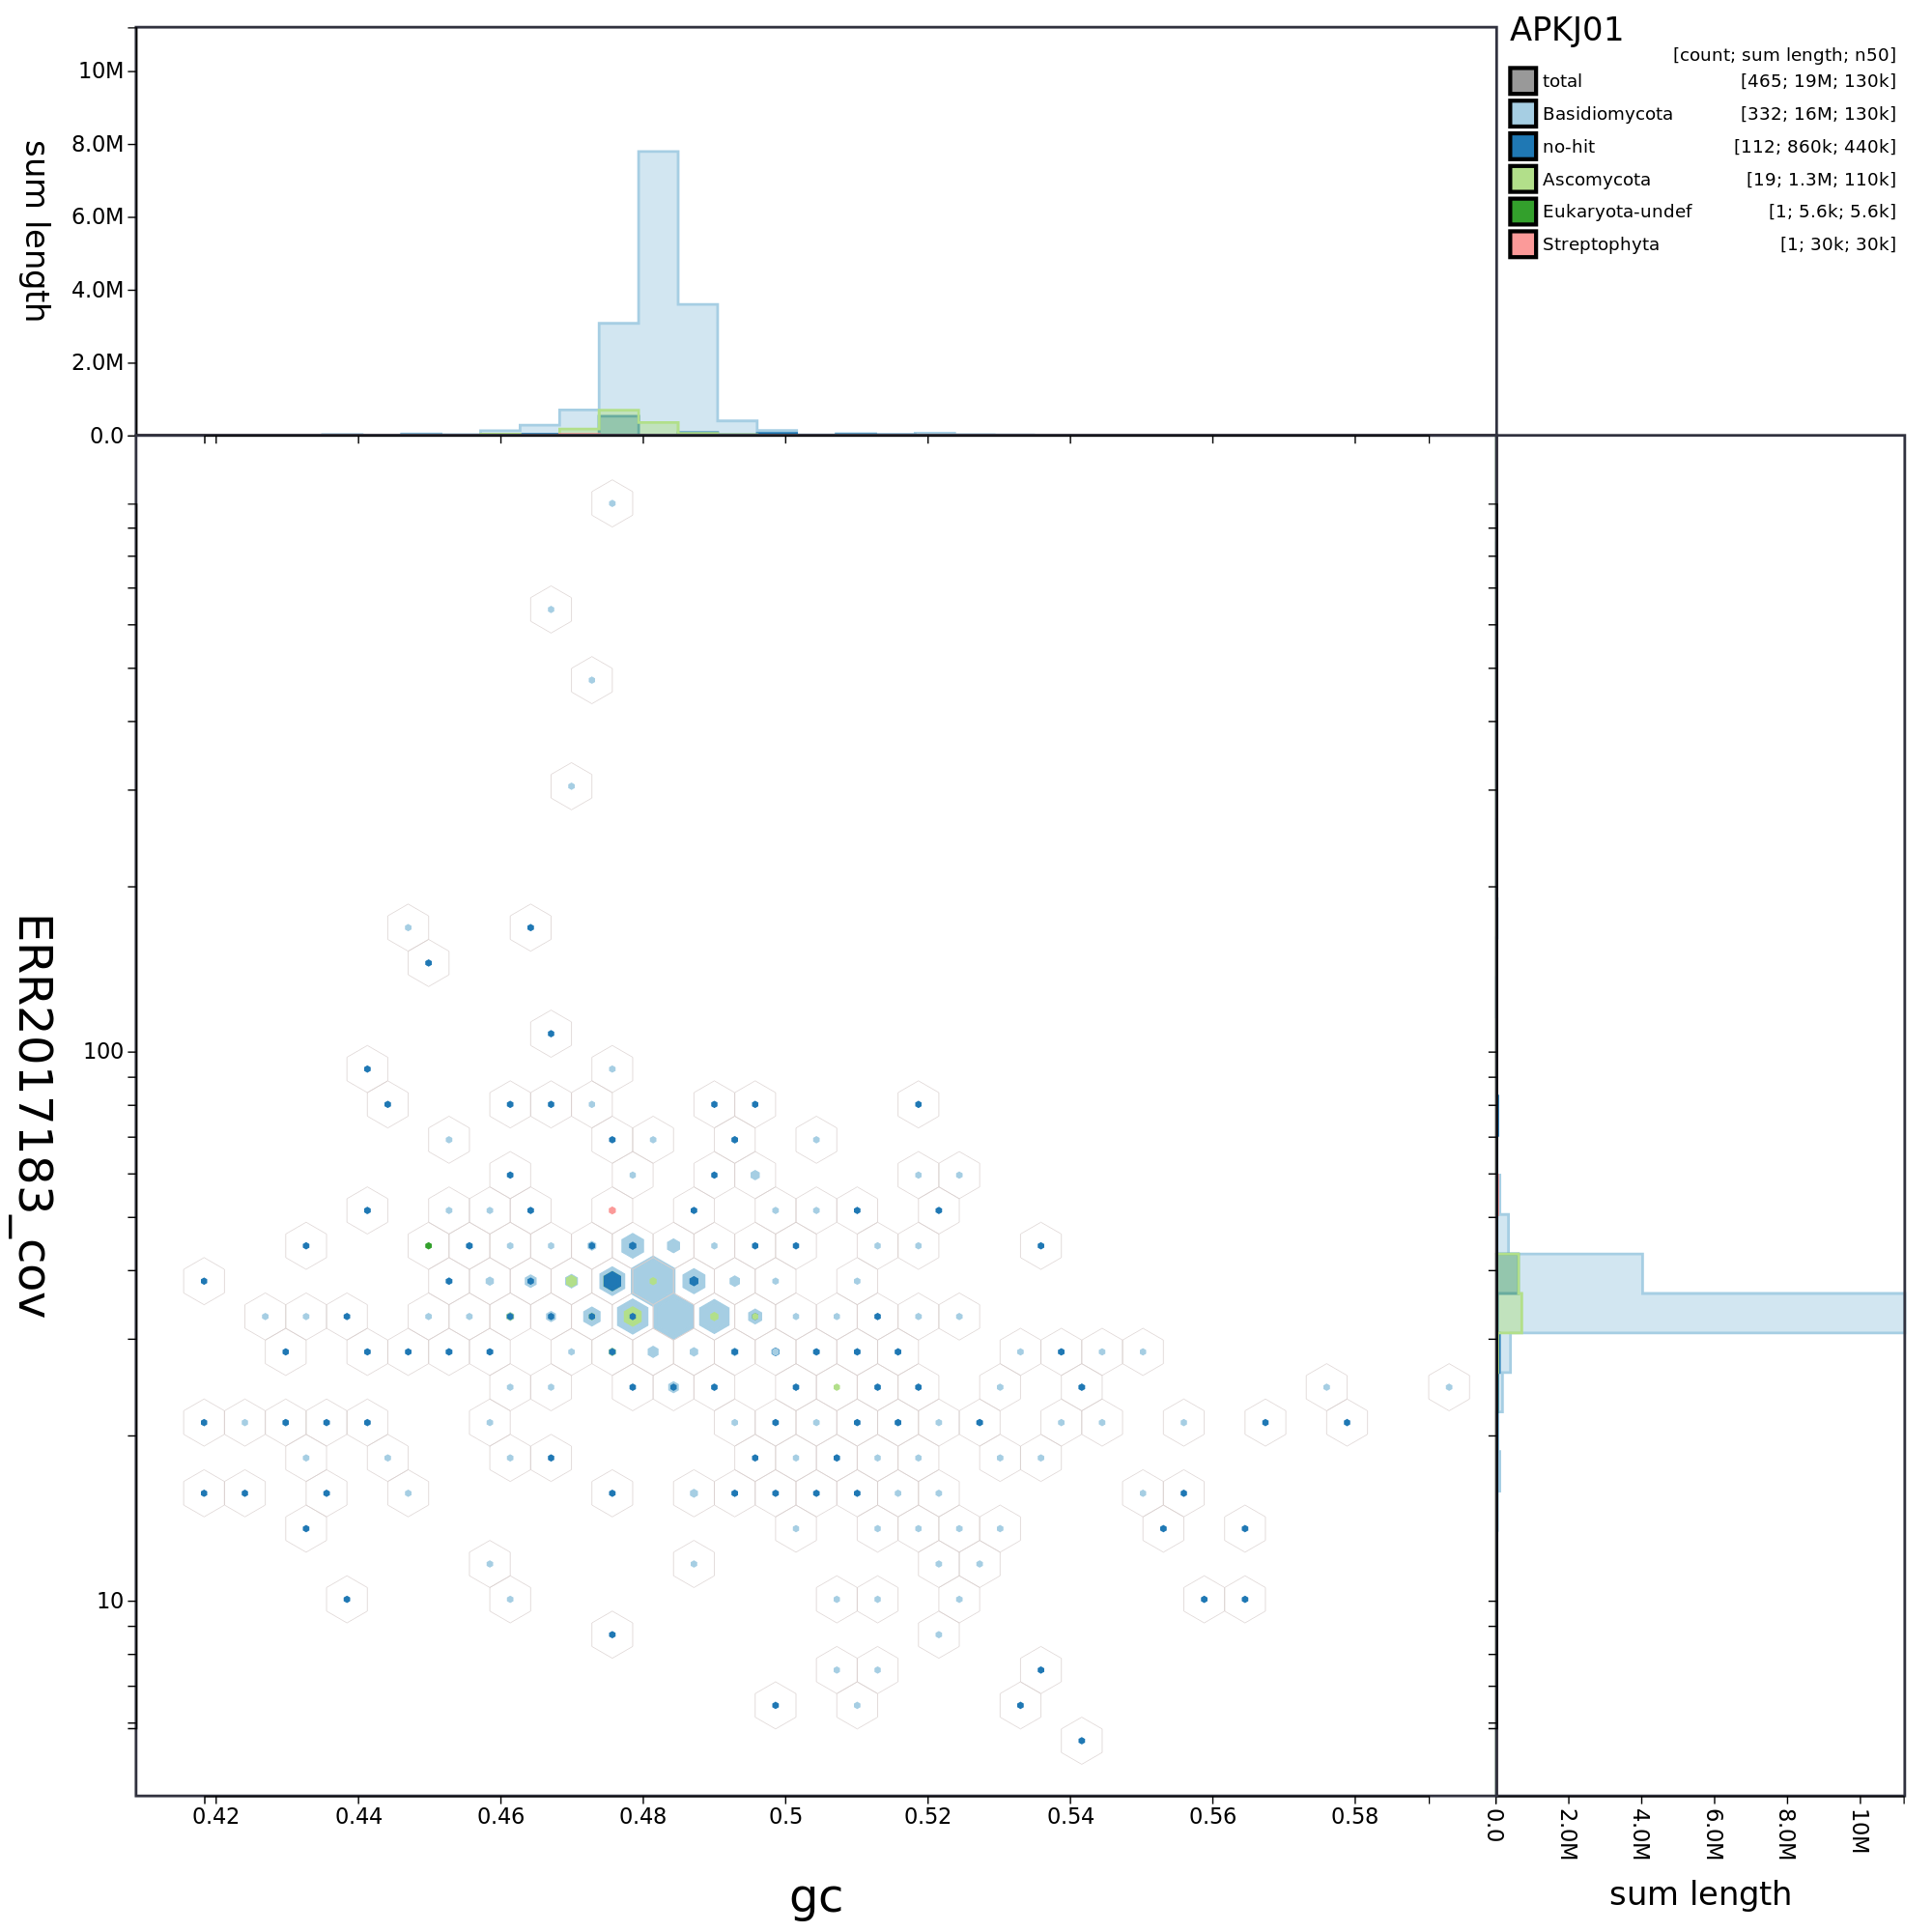 APKJ01
[count; sum length; n50]
total [465; 19M; 130k]
Basidiomycota [332; 16M; 130k]
no-hit [112; 860k; 440k]
Ascomycota [19; 1.3M; 110k]
Eukaryota-undef [1; 5.6k; 5.6k]
Streptophyta [1; 30k; 30k]
sum length
10M
8.0M
6.0M
4.0M
2.0M
0.0
ERR2017183_cov
100
10
0.42 0.44 0.46 0.48 0.5 0.52 0.54 0.56 0.58
gc
0.0 2.0M 4.0M 6.0M 8.0M 10M
sum length